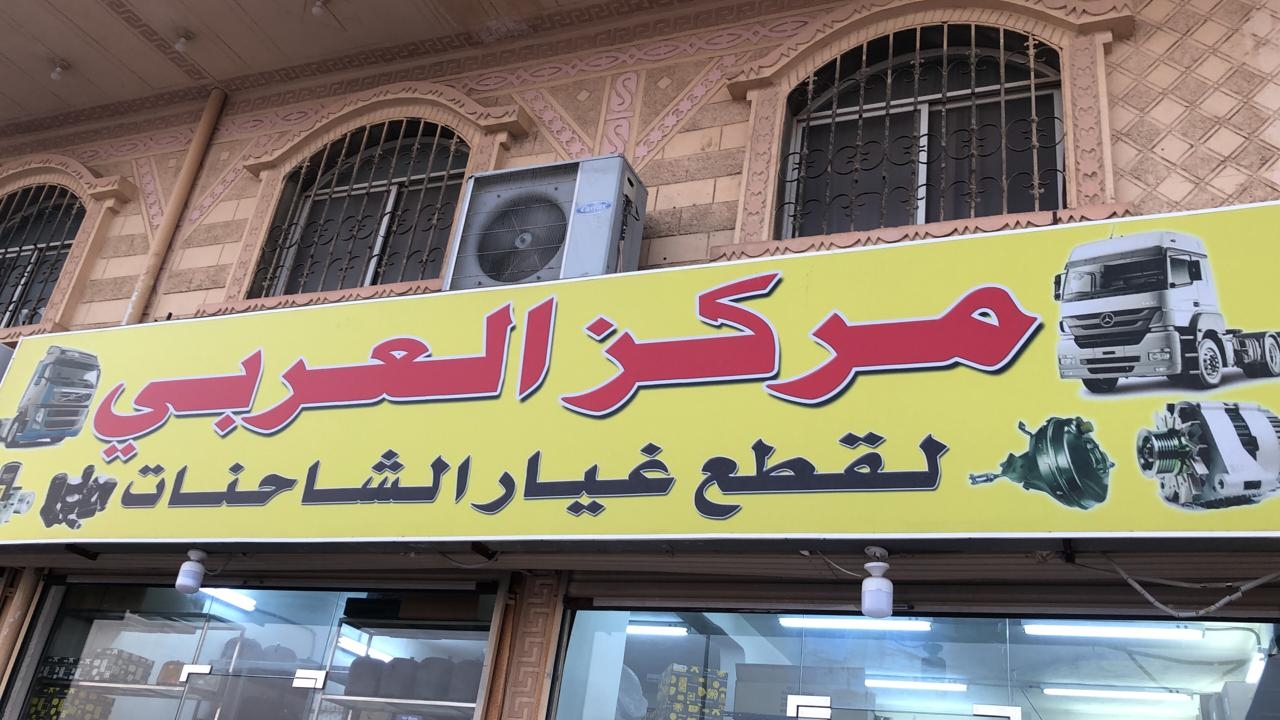 مركز العربي
لقطع غيار الشاحنات